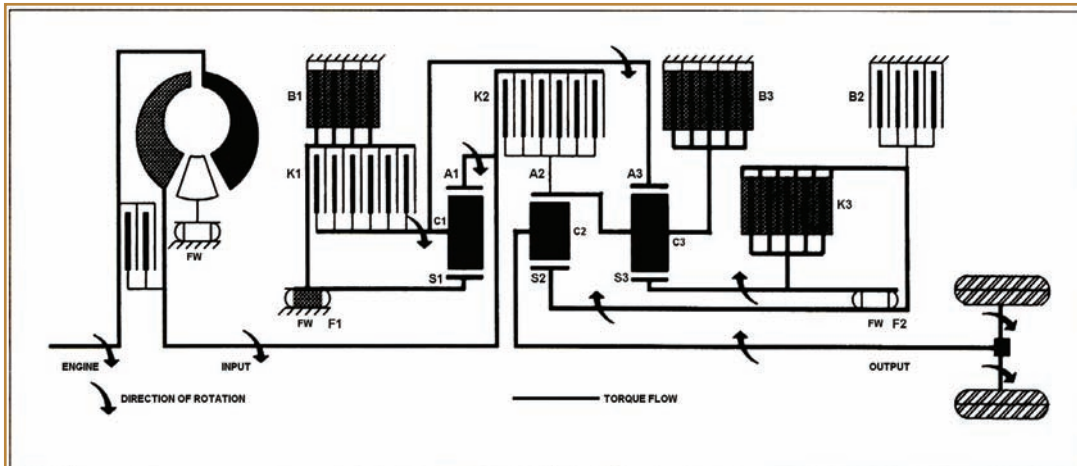 B1
K2
B3
B2
K1
A1
A2
A3
K3
C1
C2
C3
FW
S1
S2
S3
FW F1
FW F2
ENGINE
INPUT
OUTPUT
DIRECTION OF ROTATION
TORQUE FLOW